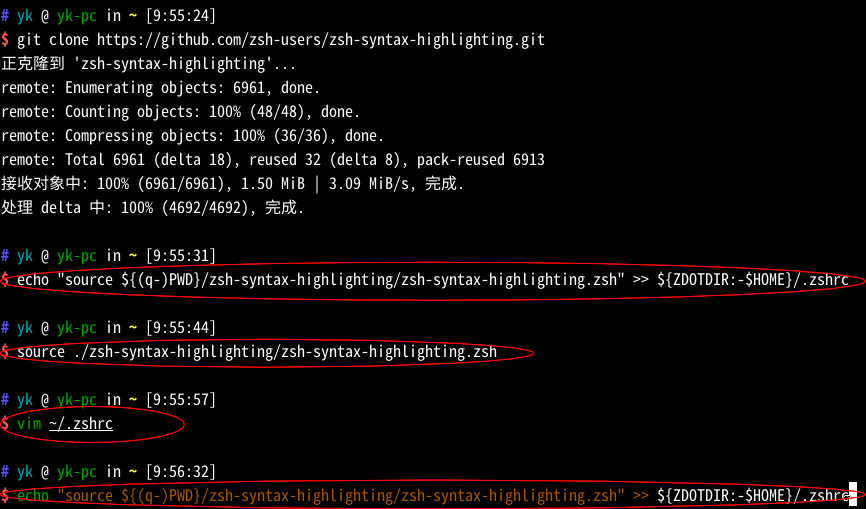 # yk @ yk-pc in ~ [9:55:24]
$ git clone https://github.com/zsh-users/zsh-syntax-highlighting.git
正克隆到 'zsh-syntax-highlighting'...
remote: Enumerating objects: 6961, done.
remote: Counting objects: 100% (48/48), done.
remote: Compressing objects: 100% (36/36), done.
remote: Total 6961 (delta 18), reused 32 (delta 8), pack-reused 6913
接收对象中: 100% (6961/6961), 1.50 MiB | 3.09 MiB/s, 完成.
处理 delta 中: 100% (4692/4692), 完成.
# yk @ yk-pc in ~ [9:55:31]
$ echo "source ${(q-)PWD}/zsh-syntax-highlighting/zsh-syntax-highlighting.zsh" >> ${ZDOTDIR:-$HOME}/.zshrc
# yk @ yk-pc in ~ [9:55:44]
$ source ./zsh-syntax-highlighting/zsh-syntax-highlighting.zsh
# yk @ yk-pc in ~ [9:55:57]
$ vim ~/.zshrc
# yk @ yk-pc in ~ [9:56:32]
$ echo "source ${(q-)PWD}/zsh-syntax-highlighting/zsh-syntax-highlighting.zsh" >> ${ZDOTDIR:-$HOME}/.zshrc